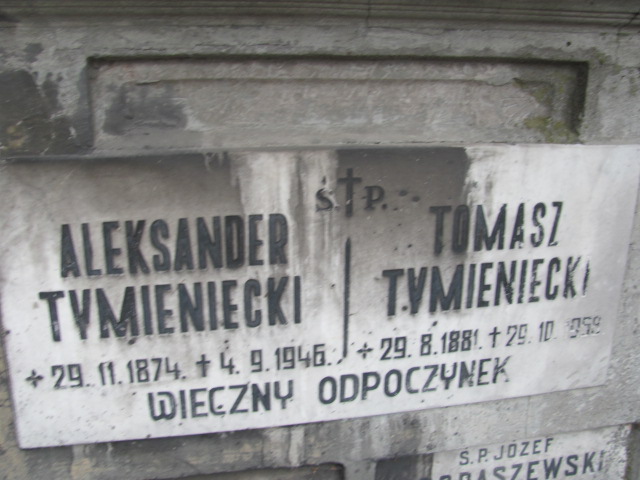 Ś.†P.
ALEKSANDER
TYMIENIECKI
+ 29. 11. 1874. † 4. 9. 1946.
TOMASZ
TYMIENIECKI
+ 29. 8. 1881. † 29. 10.
WIECZNY ODPOCZYNEK
Ś.P. JÓZEF